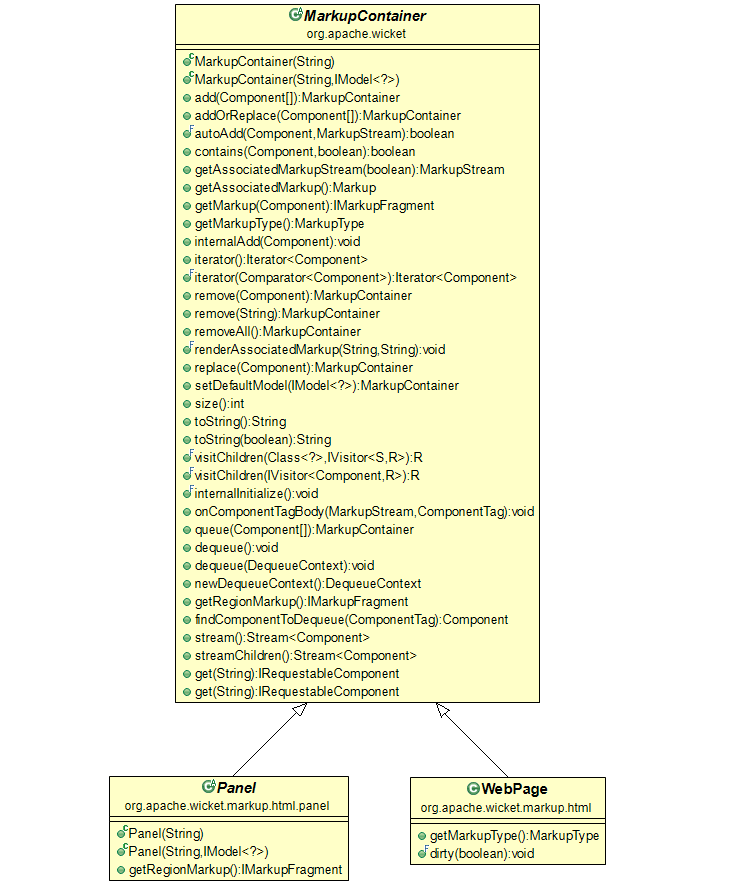 MarkupContainer
org.apache.wicket
MarkupContainer(String)
MarkupContainer(String,IModel<?>)
add(Component[]):MarkupContainer
addOrReplace(Component[]):MarkupContainer
autoAdd(Component,MarkupStream):boolean
contains(Component,boolean):boolean
getAssociatedMarkupStream(boolean):MarkupStream
getAssociatedMarkup():Markup
getMarkup(Component):IMarkupFragment
getMarkupType():MarkupType
internalAdd(Component):void
iterator():Iterator<Component>
iterator(Comparator<Component>):Iterator<Component>
remove(Component):MarkupContainer
remove(String):MarkupContainer
removeAll():MarkupContainer
renderAssociatedMarkup(String,String):void
replace(Component):MarkupContainer
setDefaultModel(IModel<?>):MarkupContainer
size():int
toString():String
toString(boolean):String
visitChildren(Class<?>,IVisitor<S,R>):R
visitChildren(IVisitor<Component,R>):R
internalInitialize():void
onComponentTagBody(MarkupStream,ComponentTag):void
queue(Component[]):MarkupContainer
dequeue():void
dequeue(DequeueContext):void
newDequeueContext():DequeueContext
getRegionMarkup():IMarkupFragment
findComponentToDequeue(ComponentTag):Component
stream():Stream<Component>
streamChildren():Stream<Component>
get(String):IRequestableComponent
get(String):IRequestableComponent
Panel
org.apache.wicket.markup.html.panel
Panel(String)
Panel(String,IModel<?>)
getRegionMarkup():IMarkupFragment
WebPage
org.apache.wicket.markup.html
getMarkupType():MarkupType
dirty(boolean):void